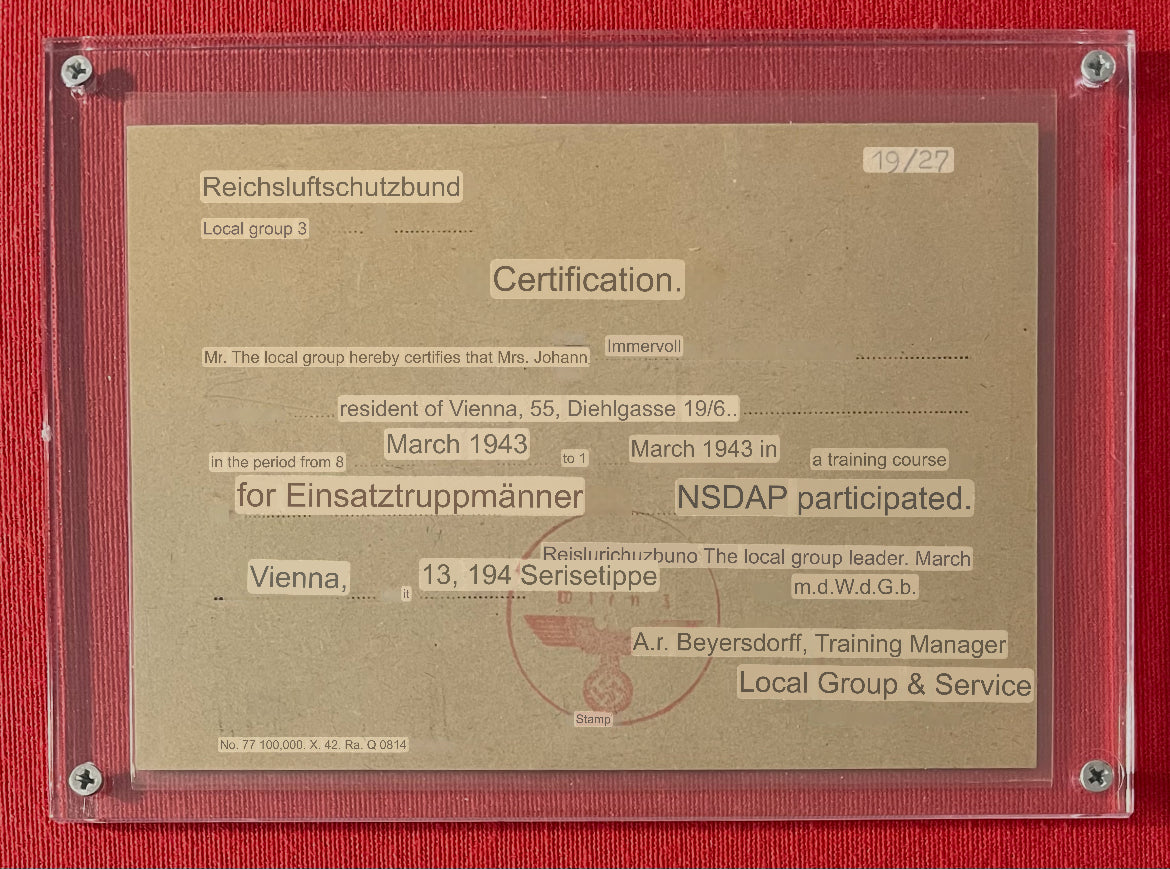 19/27
Reichsluftschutzbund
Local group 3
Certification.
Immervoll
Mr. The local group hereby certifies that Mrs. Johann
resident of Vienna, 55, Diehlgasse 19/6..
in the period from 8 March 1943 to 1 March 1943 in a training course
for Einsatztruppmänner NSDAP participated.
Reislurichuzbuno The local group leader. March
Vienna, it 13, 194 Serisetippe
m.d.W.d.G.b.
A.r. Beyersdorff, Training Manager
Local Group & Service
Stamp
No. 77 100,000. X. 42. Ra. Q 0814